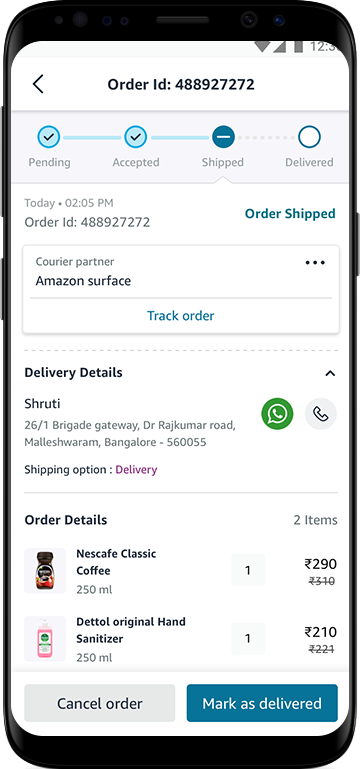 12:30
Order Id: 488927272
Pending
Accepted
Shipped
Delivered
Today • 02:05 PM
Order Id: 488927272
Order Shipped
Courier partner
Amazon surface
Track order
Delivery Details
Shruti
26/1 Brigade gateway, Dr Rajkumar road,
Malleshwaram, Bangalore - 560055
Shipping option : Delivery
Order Details
2 Items
Nescafe Classic
Coffee
250 ml
1
₹290
₹310
Dettol original Hand
Sanitizer
250 ml
1
₹210
₹221
Cancel order
Mark as delivered